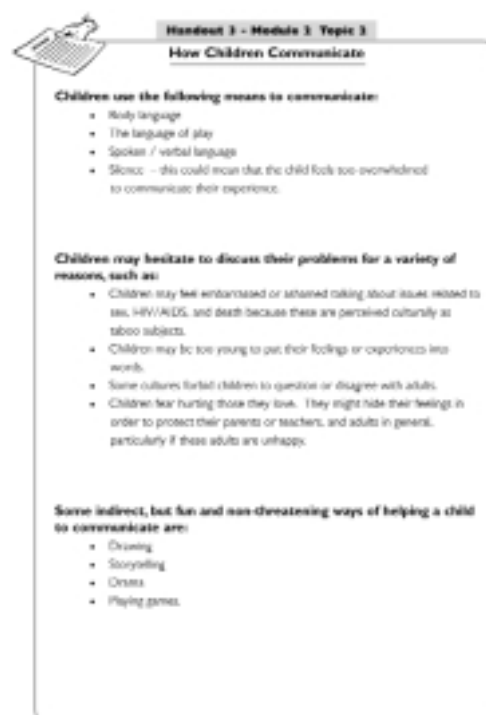 Handout 3 - Module 2 Topic 3
How Children Communicate
Children use the following means to communicate:
• Body language
• The language of play
• Spoken / verbal language
• Silence – this could mean that the child feels too overwhelmed
to communicate their experience.
Children may hesitate to discuss their problems for a variety of
reasons, such as:
• Children may feel embarrassed or ashamed talking about issues related to
sex, HIV/AIDS, and death because these are perceived culturally as
taboo subjects.
• Children may be too young to put their feelings or experiences into
words.
• Some cultures forbid children to question or disagree with adults.
• Children fear hurting those they love. They might hide their feelings in
order to protect their parents or teachers, and adults in general,
particularly if these adults are unhappy.
Some indirect, but fun and non-threatening ways of helping a child
to communicate are:
• Drawing
• Storytelling
• Drama
• Playing games.